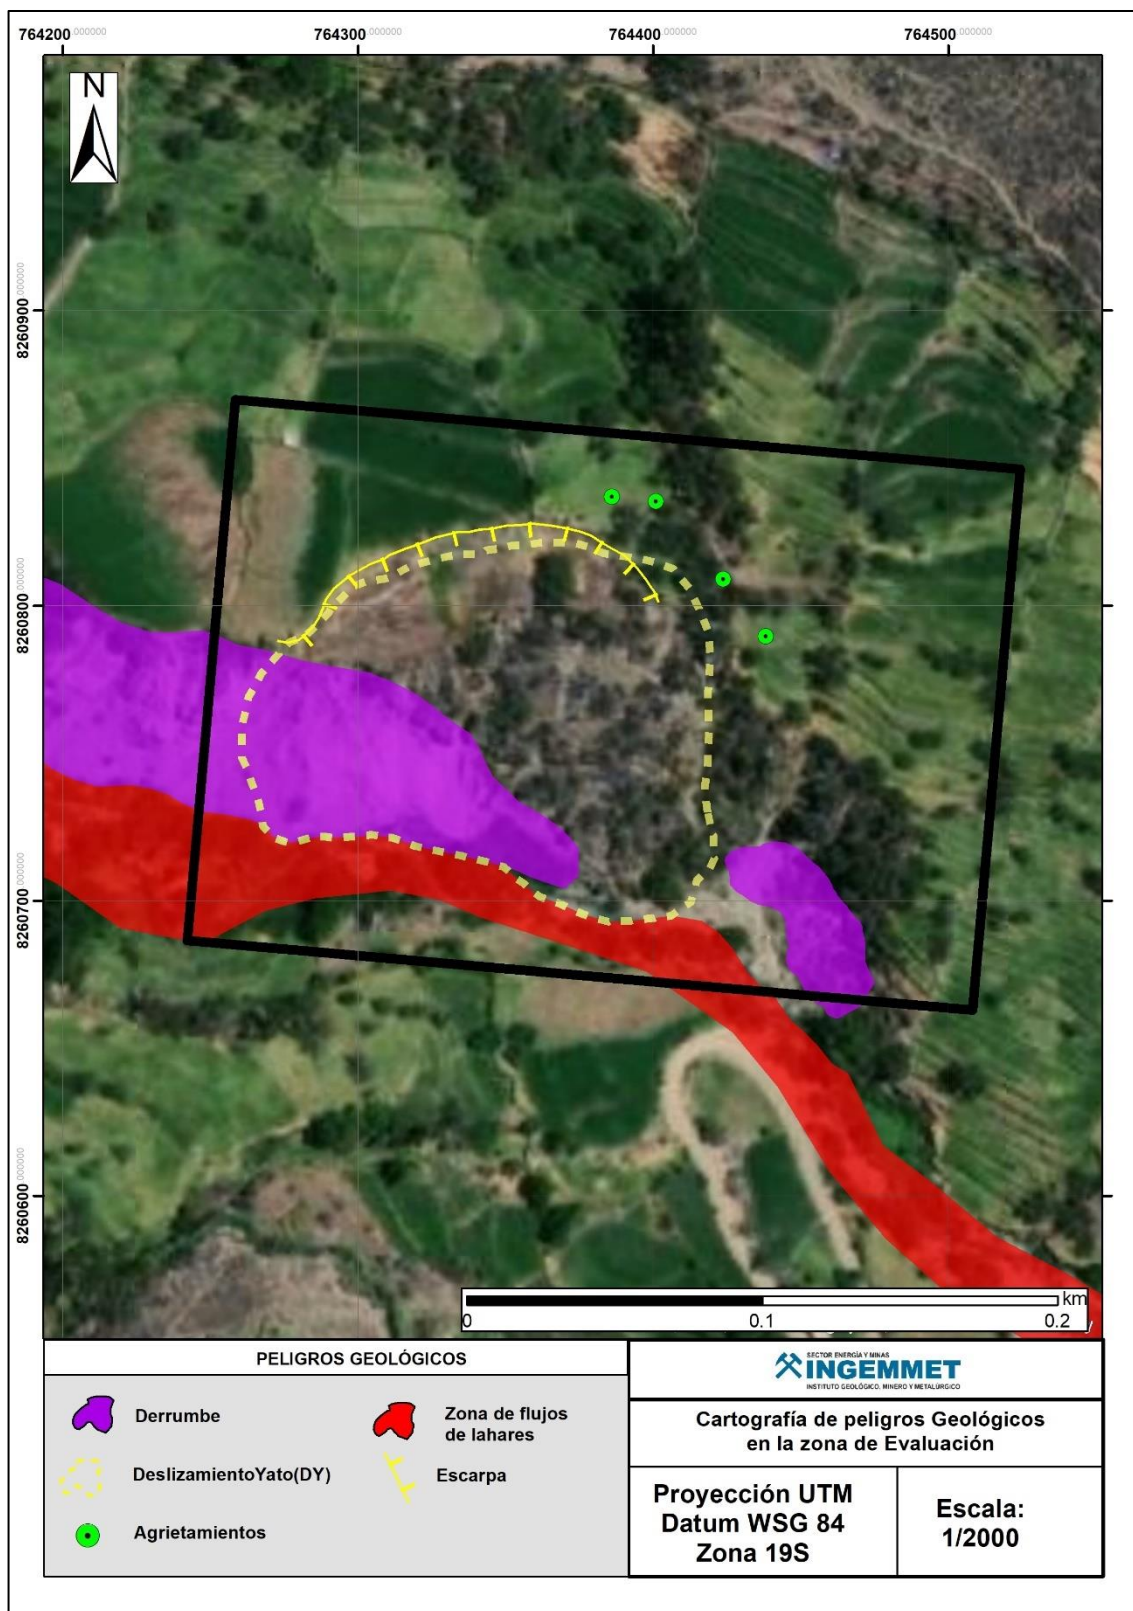 764200.000000 764300.000000 764400.000000 764500.000000
N
8260900.000000
8260800.000000
8260700.000000
8260600.000000
km
0 0.1 0.2
PELIGROS GEOLÓGICOS
Derrumbe
Zona de flujos
de lahares
DeslizamientoYato(DY)
Escarpa
Agrietamientos
SECTOR ENERGÍA Y MINAS
INGEMMET
INSTITUTO GEOLÓGICO, MINERO Y METALÚRGICO
Cartografía de peligros Geológicos
en la zona de Evaluación
Proyección UTM
Datum WSG 84
Zona 19S
Escala:
1/2000